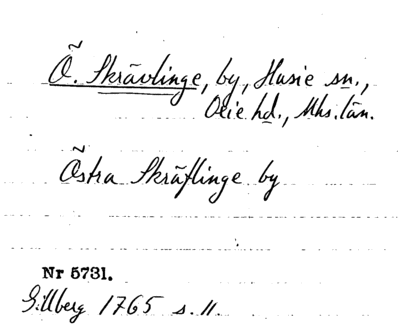 Ö. Skrävlinge, by, Husie sn.,
Oxie hd., Mhs. län.
Östra Skräflinge by
Nr 5731.
Gillberg 1765 s. 11.